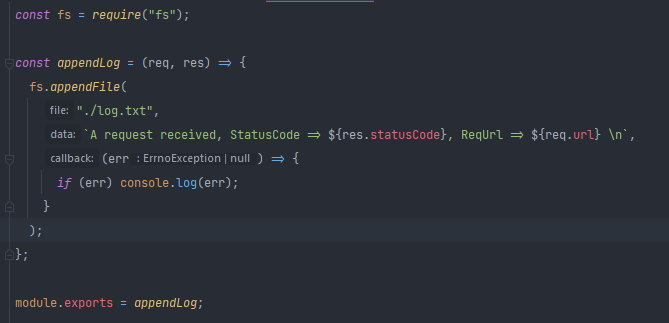 const fs = require("fs");
const appendLog = (req, res) => {
fs.appendFile(
file: "./log.txt",
data: `A request received, StatusCode => ${res.statusCode}, ReqUrl => ${req.url} \n`,
callback: (err : ErrnoException | null ) => {
if (err) console.log(err);
}
);
};
module.exports = appendLog;